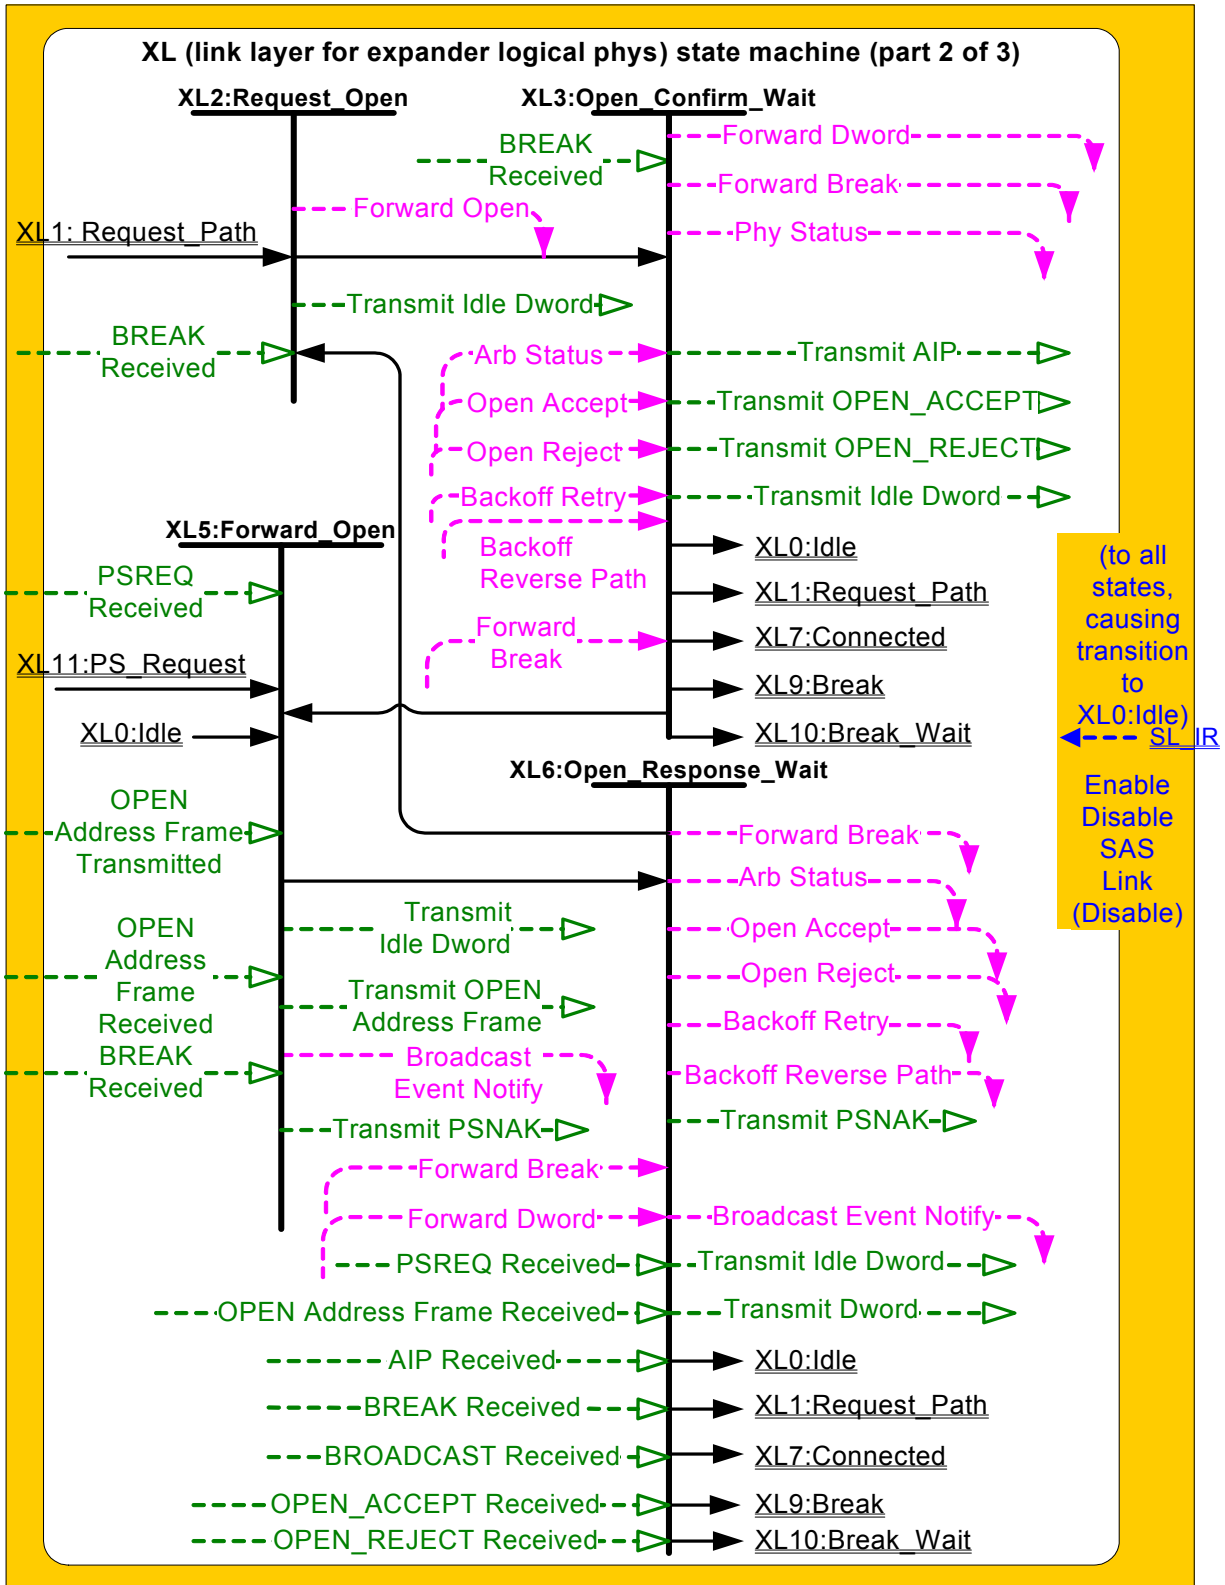 XL (link layer for expander logical phys) state machine (part 2 of 3)
XL2:Request_Open
XL3:Open_Confirm_Wait
BREAK
Received
Forward Dword
Forward Break
Forward Open
Phy Status
XL1: Request_Path
Transmit Idle Dword
BREAK
Received
Arb Status
Transmit AIP
Open Accept
Transmit OPEN_ACCEPT
Open Reject
Transmit OPEN_REJECT
Backoff Retry
Transmit Idle Dword
Backoff
Reverse Path
XL0:Idle
XL1:Request_Path
Forward
Break
XL7:Connected
XL9:Break
XL10:Break_Wait
XL5:Forward_Open
PSREQ
Received
XL11:PS_Request
XL0:Idle
OPEN
Address Frame
Transmitted
OPEN
Address
Frame
Received
BREAK
Received
Transmit
Idle Dword
Transmit OPEN
Address Frame
Broadcast
Event Notify
Transmit PSNAK
XL6:Open_Response_Wait
Forward Break
Arb Status
Open Accept
Open Reject
Backoff Retry
Backoff Reverse Path
Transmit PSNAK
Forward Break
Forward Dword
Broadcast Event Notify
PSREQ Received
Transmit Idle Dword
OPEN Address Frame Received
Transmit Dword
AIP Received
XL0:Idle
BREAK Received
XL1:Request_Path
BROADCAST Received
XL7:Connected
OPEN_ACCEPT Received
XL9:Break
OPEN_REJECT Received
XL10:Break_Wait
(to all
states,
causing
transition
to
XL0:Idle)
SL_IR
Enable
Disable
SAS
Link
(Disable)